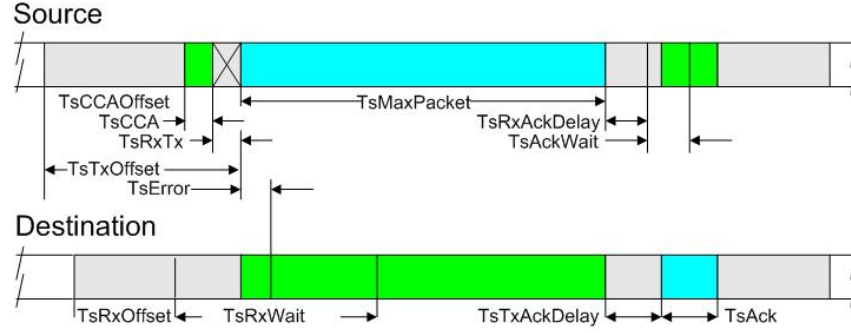 Source
TsCCAOffset
TsMaxPacket
TsCCA
TsRxAckDelay
TsRxTx
TsAckWait
TsTxOffset
TsError
Destination
TsRxOffset
TsRxWait
TsTxAckDelay
TsAck